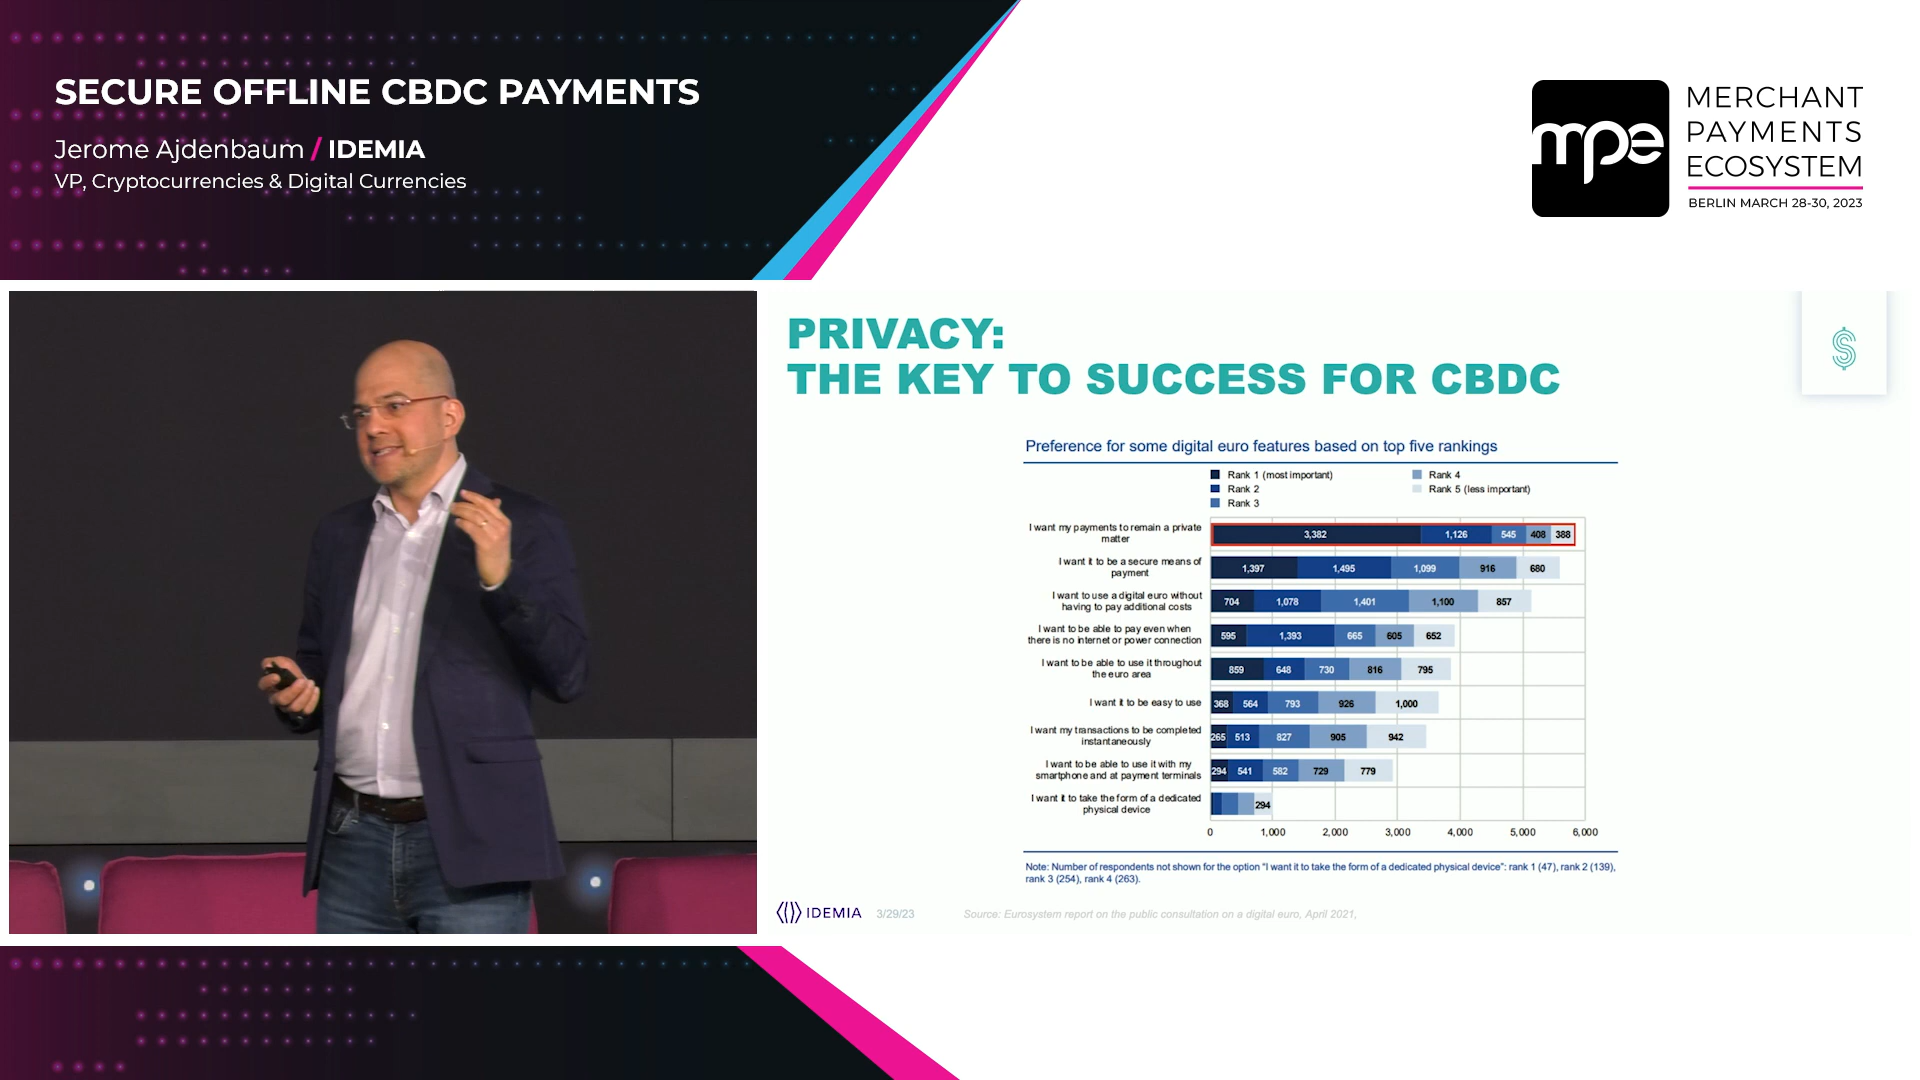 SECURE OFFLINE CBDC PAYMENTS
Jerome Ajdenbaum / IDEMIA
VP, Cryptocurrencies & Digital Currencies
mpe
MERCHANT
PAYMENTS
ECOSYSTEM
BERLIN MARCH 28-30, 2023
PRIVACY:
THE KEY TO SUCCESS FOR CBDC
$
Preference for some digital euro features based on top five rankings
Rank 1 (most important)
Rank 2
Rank 3
Rank 4
Rank 5 (less important)
I want my payments to remain a private
matter
3,382 1,126 545 408 388
I want it to be a secure means of
payment
1,397 1,495 1,099 916 680
I want to use a digital euro without
having to pay additional costs
704 1,078 1,401 1,100 857
I want to be able to pay even when
there is no internet or power connection
595 1,393 665 605 652
I want to be able to use it throughout
the euro area
859 648 730 816 795
I want it to be easy to use
368 564 793 926 1,000
I want my transactions to be completed
instantaneously
265 513 827 905 942
I want to be able to use it with my
smartphone and at payment terminals
294 541 582 729 779
I want it to take the form of a dedicated
physical device
294
0 1,000 2,000 3,000 4,000 5,000 6,000
Note: Number of respondents not shown for the option “I want it to take the form of a dedicated physical device”: rank 1 (47), rank 2 (139),
rank 3 (254), rank 4 (263).
IDEMIA 3/29/23 Source: Eurosystem report on the public consultation on a digital euro, April 2021,